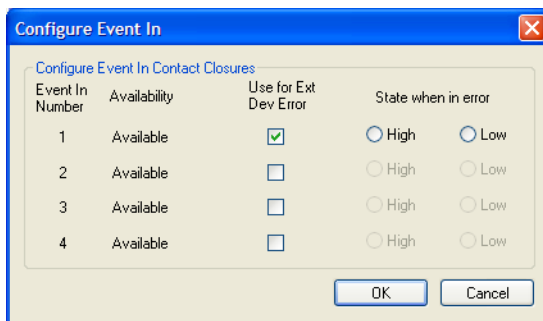 Configure Event In
Configure Event In Contact Closures
Event In Number Availability Use for Ext Dev Error State when in error
1 Available High Low
2 Available High Low
3 Available High Low
4 Available High Low
OK Cancel